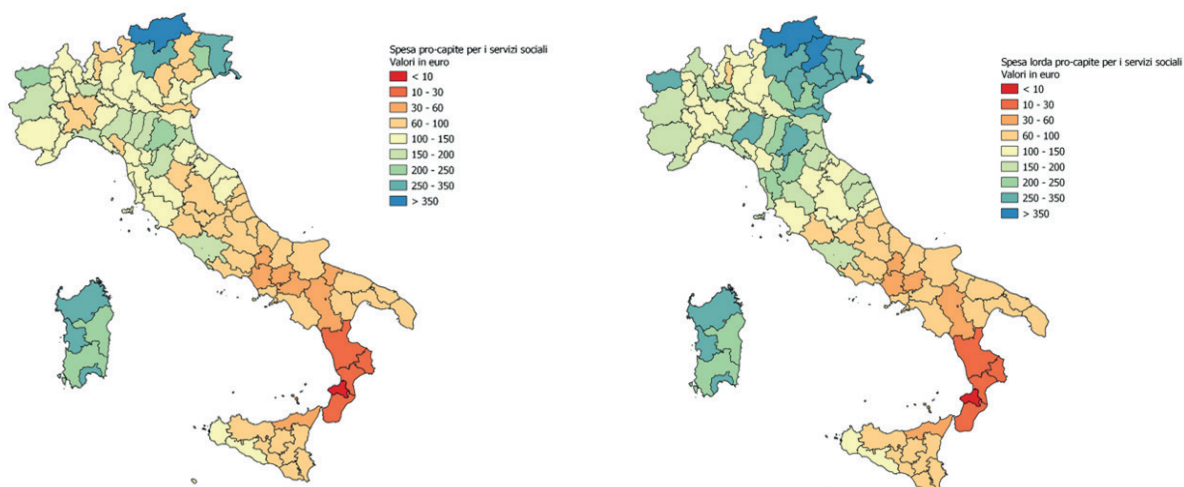 Spesa pro-capite per i servizi sociali
Valori in euro
< 10
10 - 30
30 - 60
60 - 100
100 - 150
150 - 200
200 - 250
250 - 350
> 350
Spesa lorda pro-capite per i servizi sociali
Valori in euro
< 10
10 - 30
30 - 60
60 - 100
100 - 150
150 - 200
200 - 250
250 - 350
> 350